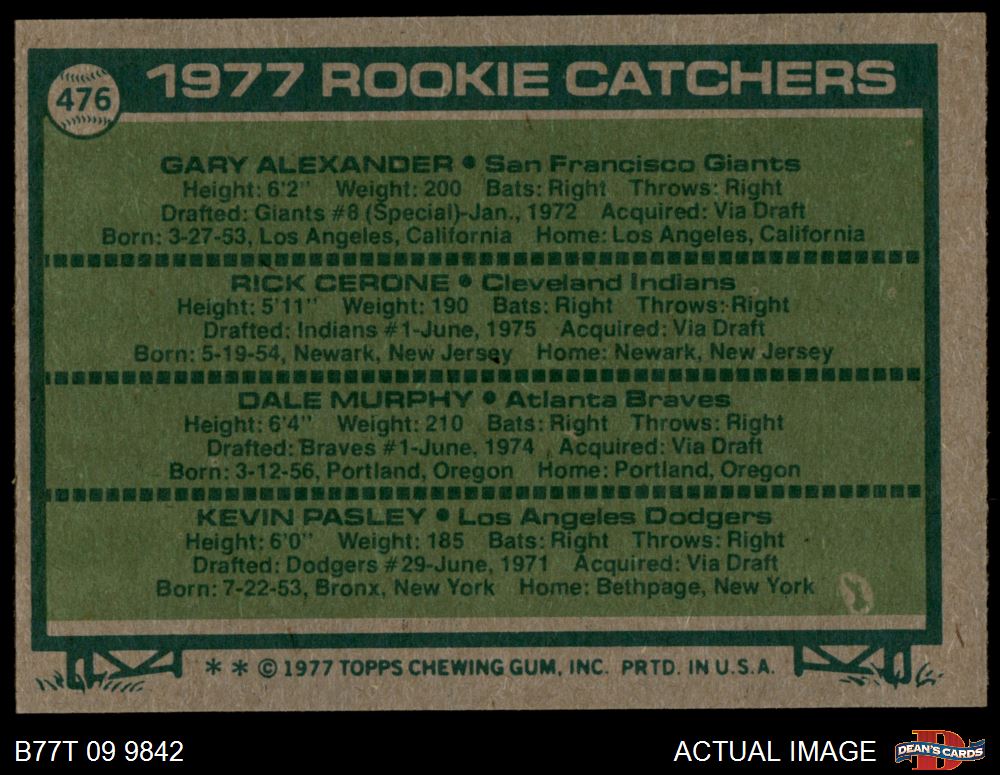 476
1977 ROOKIE CATCHERS
GARY ALEXANDER • San Francisco Giants
Height: 6'2" Weight: 200 Bats: Right Throws: Right
Drafted: Giants #8 (Special)-Jan., 1972 Acquired: Via Draft
Born: 3-27-53, Los Angeles, California Home: Los Angeles, California
RICK CERONE • Cleveland Indians
Height: 5'11" Weight: 190 Bats: Right Throws: Right
Drafted: Indians #1-June, 1975 Acquired: Via Draft
Born: 5-19-54, Newark, New Jersey Home: Newark, New Jersey
DALE MURPHY • Atlanta Braves
Height: 6'4" Weight: 210 Bats: Right Throws: Right
Drafted: Braves #1-June, 1974 Acquired: Via Draft
Born: 3-12-56, Portland, Oregon Home: Portland, Oregon
KEVIN PASLEY • Los Angeles Dodgers
Height: 6'0" Weight: 185 Bats: Right Throws: Right
Drafted: Dodgers #29-June, 1971 Acquired: Via Draft
Born: 7-22-53, Bronx, New York Home: Bethpage, New York
** © 1977 TOPPS CHEWING GUM, INC. PRTD. IN U.S.A.
B77T 09 9842 ACTUAL IMAGE D DEAN'S CARDS